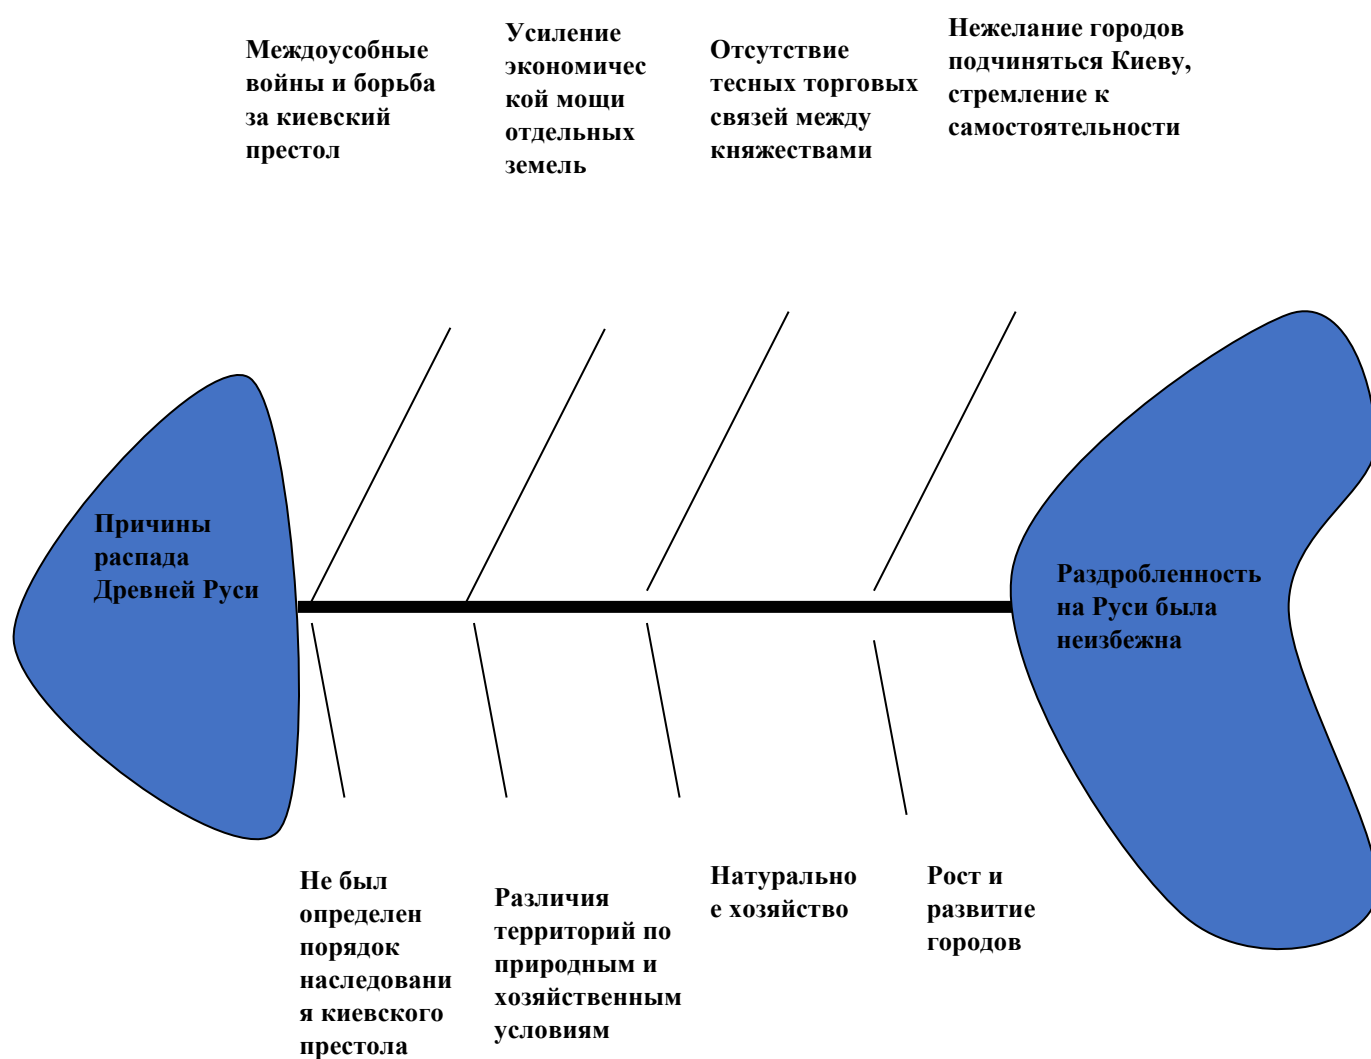 Междоусобные
войны и борьба
за киевский
престол
Усиление
экономичес
кой мощи
отдельных
земель
Отсутствие
тесных торговых
связей между
княжествами
Нежелание городов
подчиняться Киеву,
стремление к
самостоятельности
Причины
распада
Древней Руси
Раздробленность
на Руси была
неизбежна
Не был
определен
порядок
наследовани
я киевского
престола
Различия
территорий по
природным и
хозяйственным
условиям
Натурально
е хозяйство
Рост и
развитие
городов